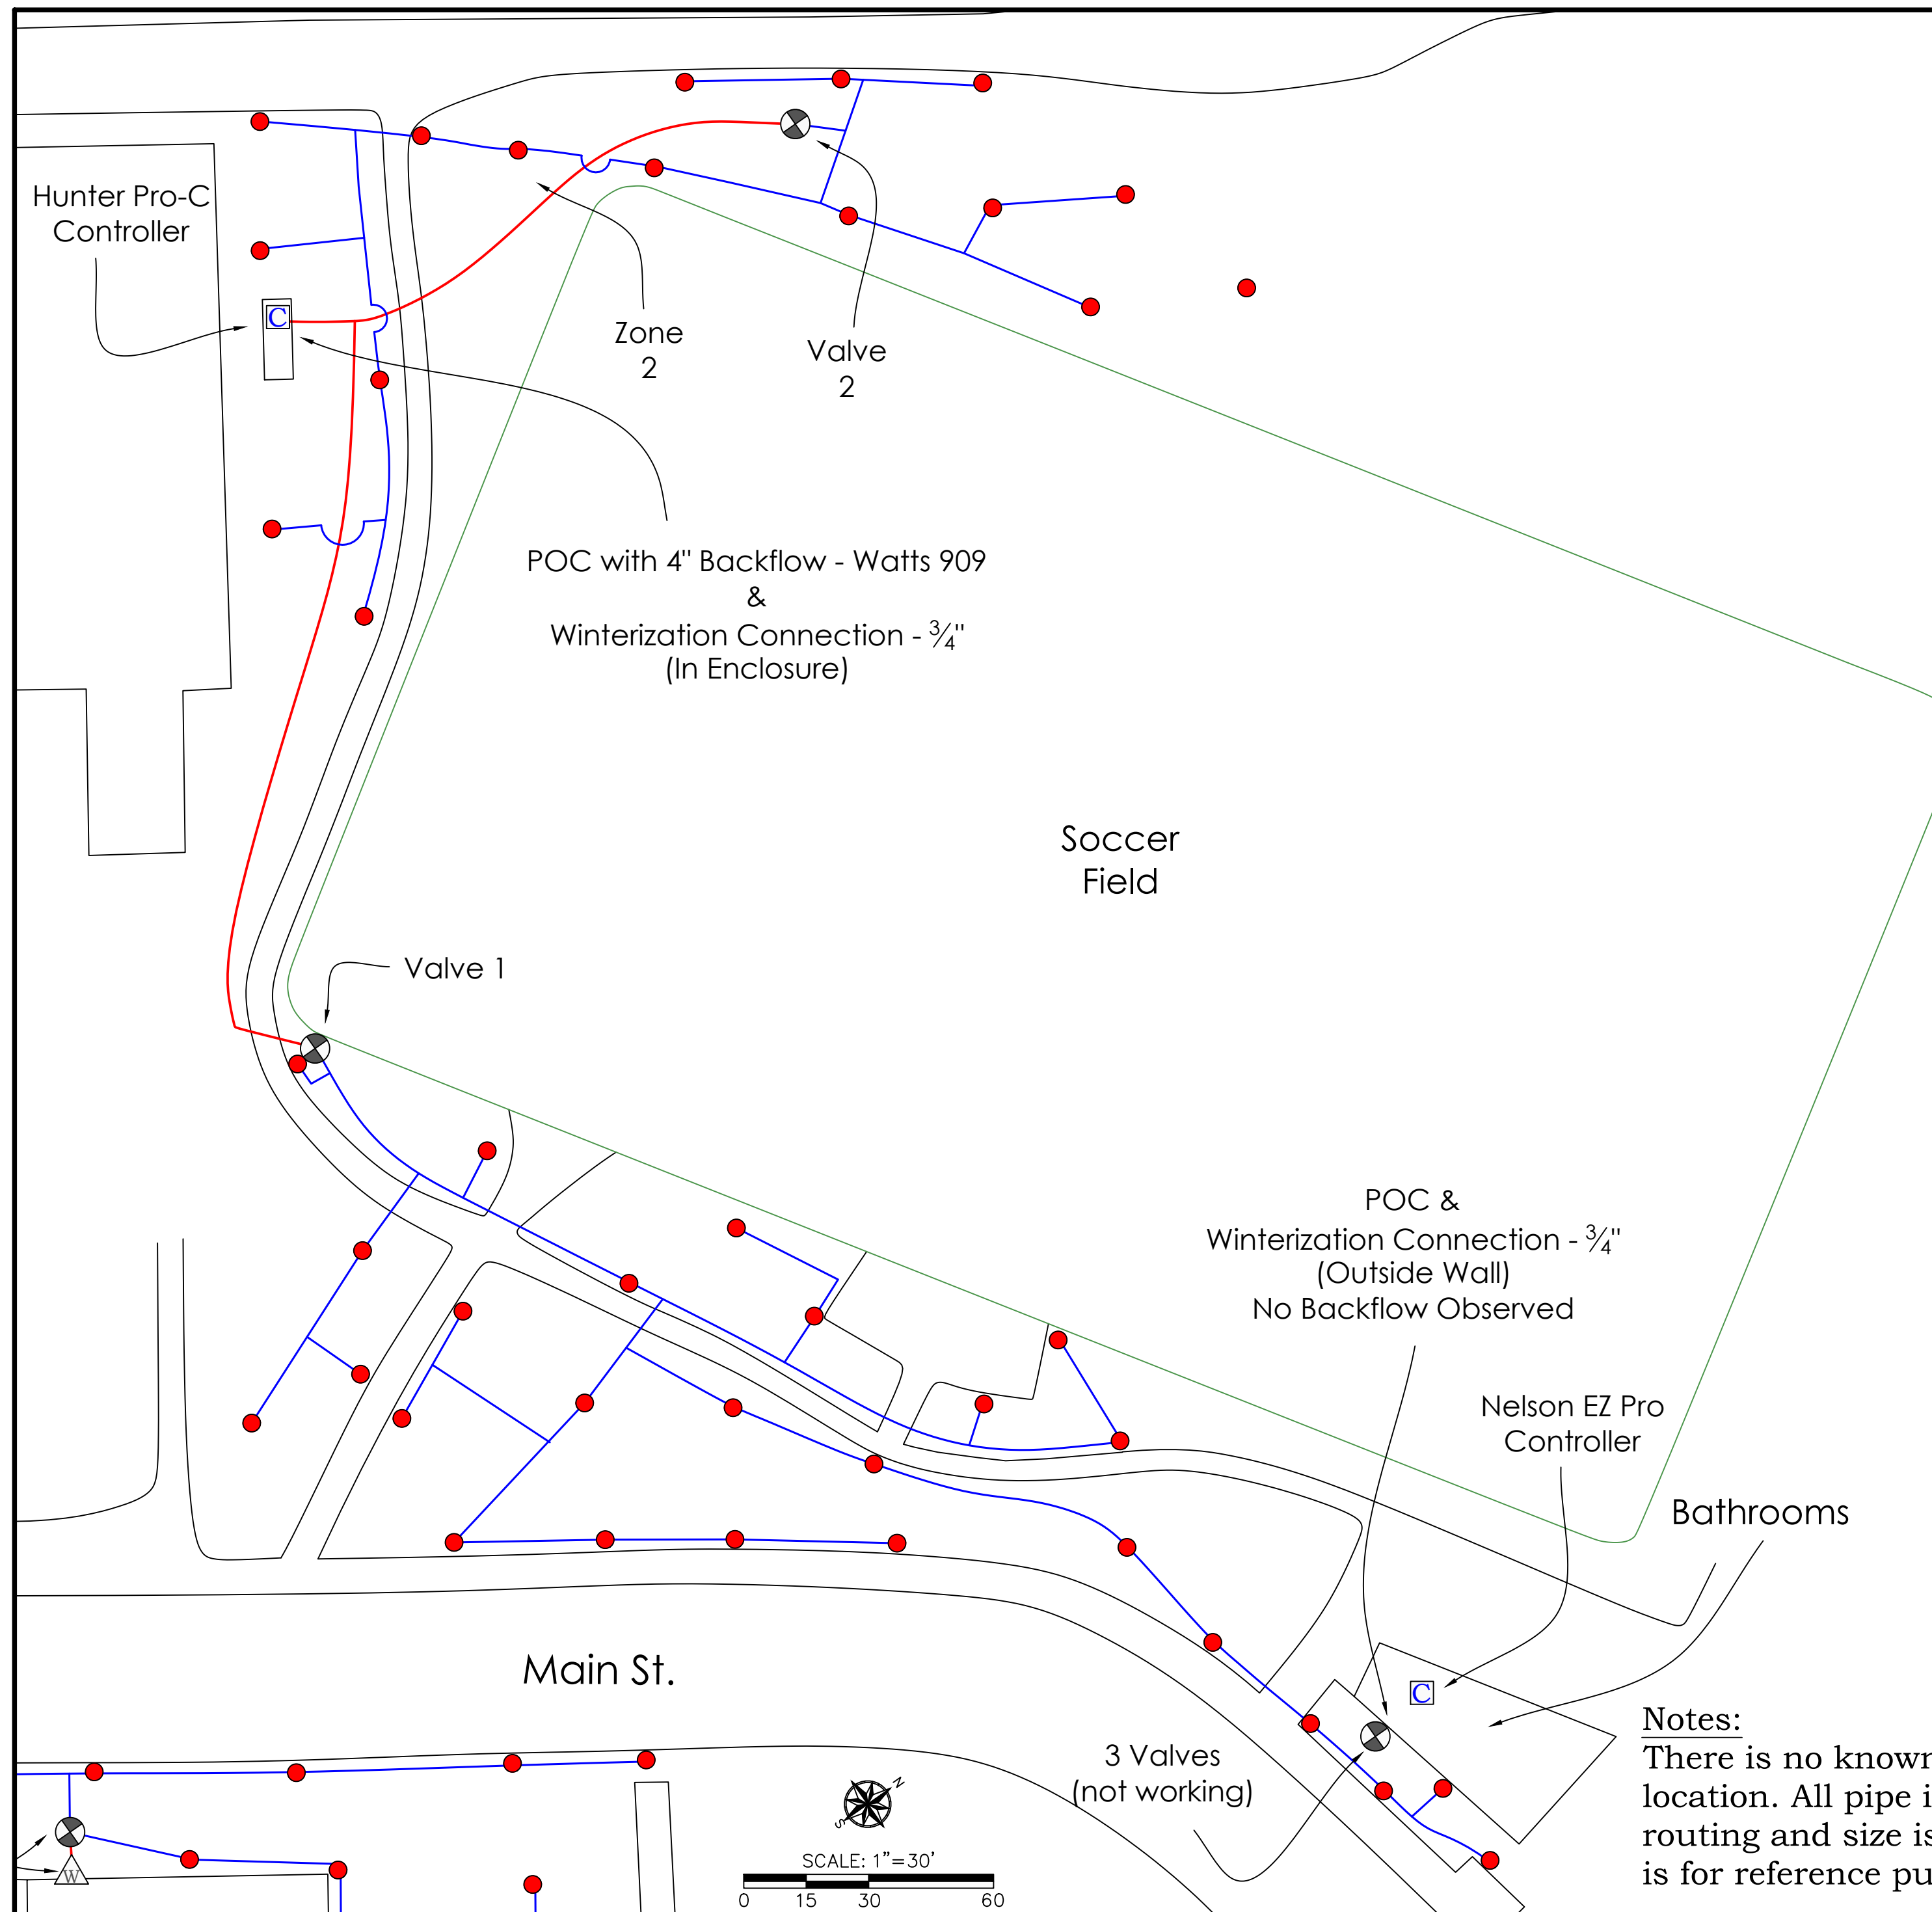 Hunter Pro-C
Controller
C
Zone
2
Valve
2
POC with 4" Backflow - Watts 909
&
Winterization Connection - ¾"
(In Enclosure)
Soccer
Field
Valve 1
POC &
Winterization Connection - ¾"
(Outside Wall)
No Backflow Observed
Nelson EZ Pro
Controller
Bathrooms
C
Main St.
3 Valves
(not working)
Notes:
There is no known
location. All pipe i
routing and size is
is for reference pu
N
S
SCALE: 1"=30'
0 15 30 60
W